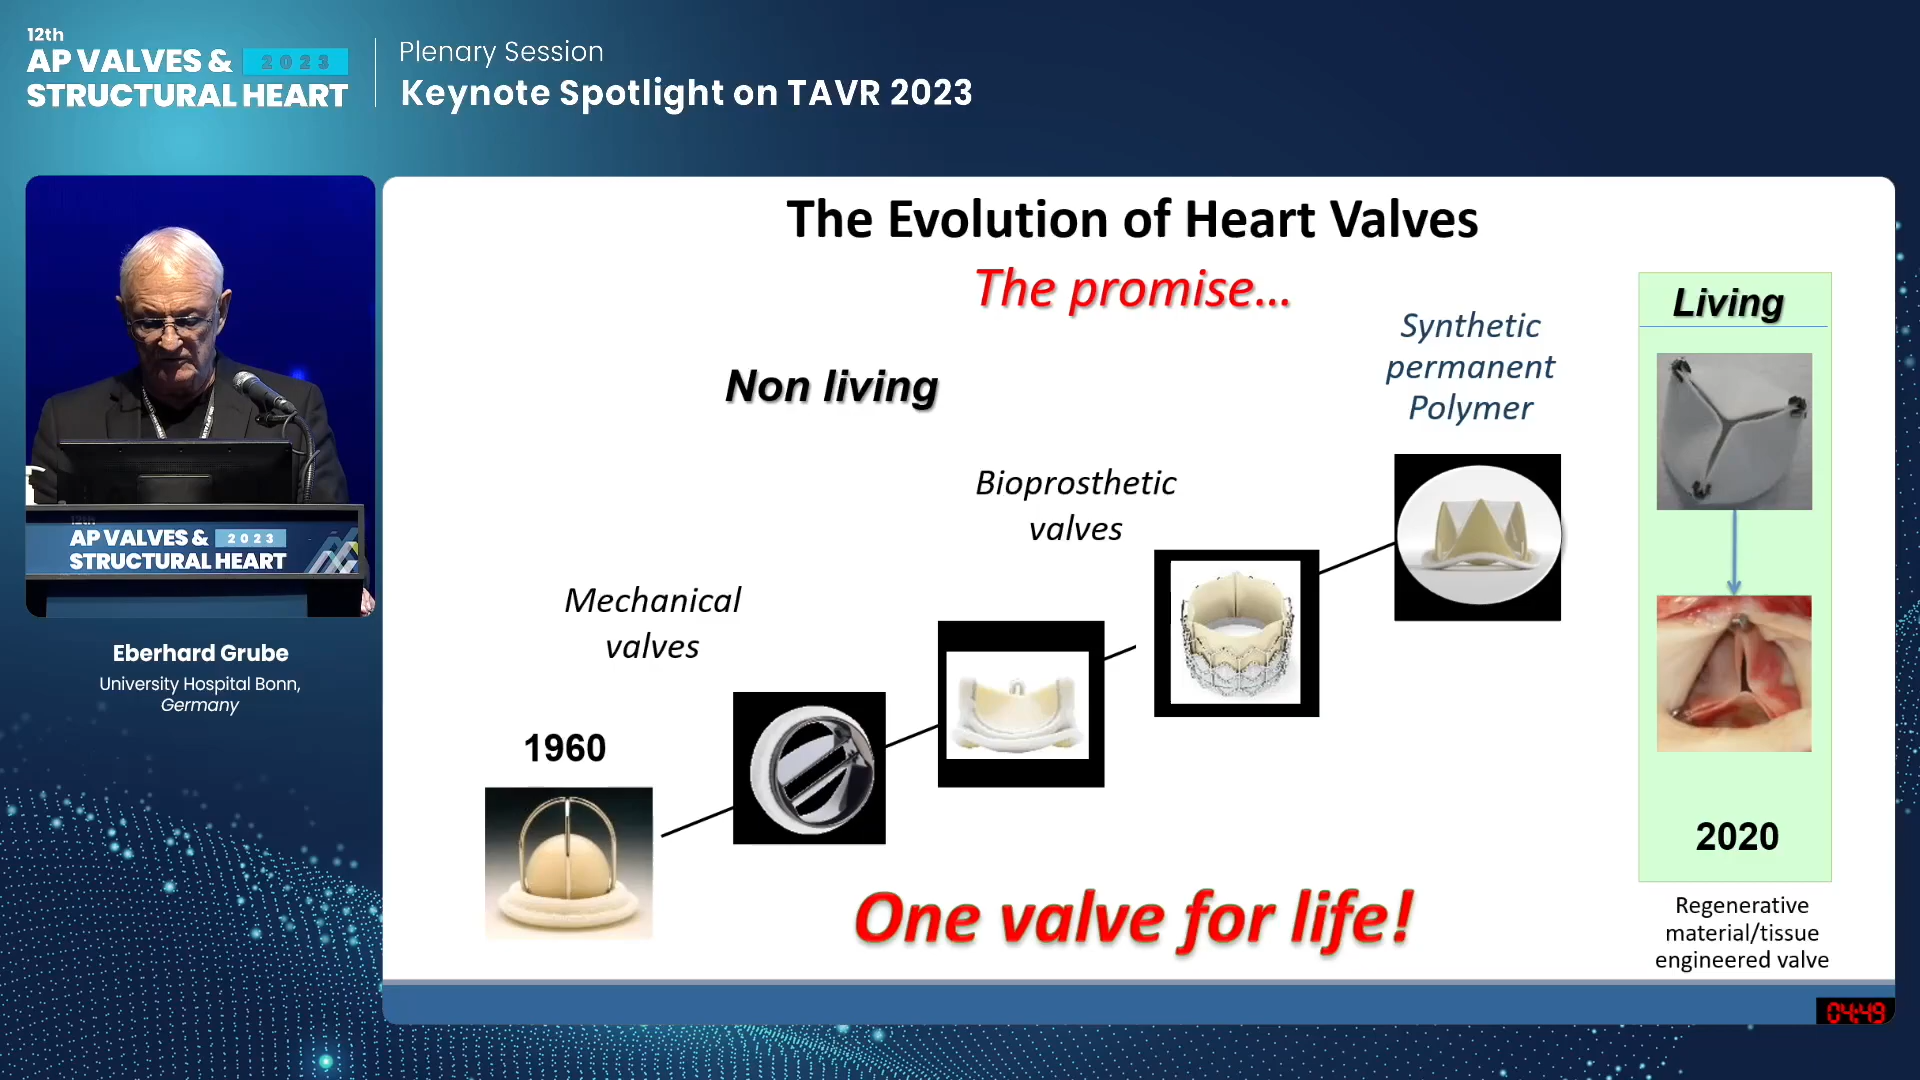 12th
AP VALVES & 2023
STRUCTURAL HEART
Plenary Session
Keynote Spotlight on TAVR 2023
12th
AP VALVES & 2023
STRUCTURAL HEART
Eberhard Grube
University Hospital Bonn,
Germany
The Evolution of Heart Valves
The promise...
Non living
Mechanical
valves
1960
Bioprosthetic
valves
Synthetic
permanent
Polymer
One valve for life!
Living
2020
Regenerative
material/tissue
engineered valve
04:49